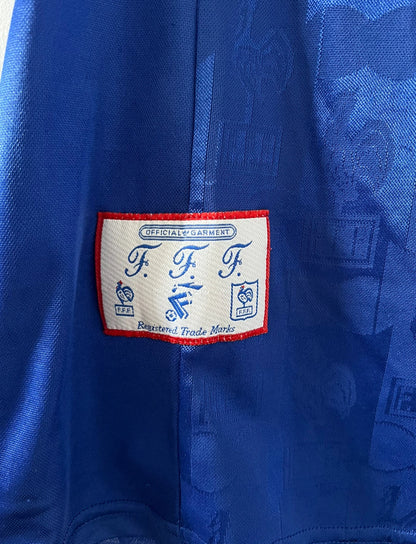 OFFICIAL GARMENT
F. F. F.
F.F.F. F.F.F.
Registered Trade Marks